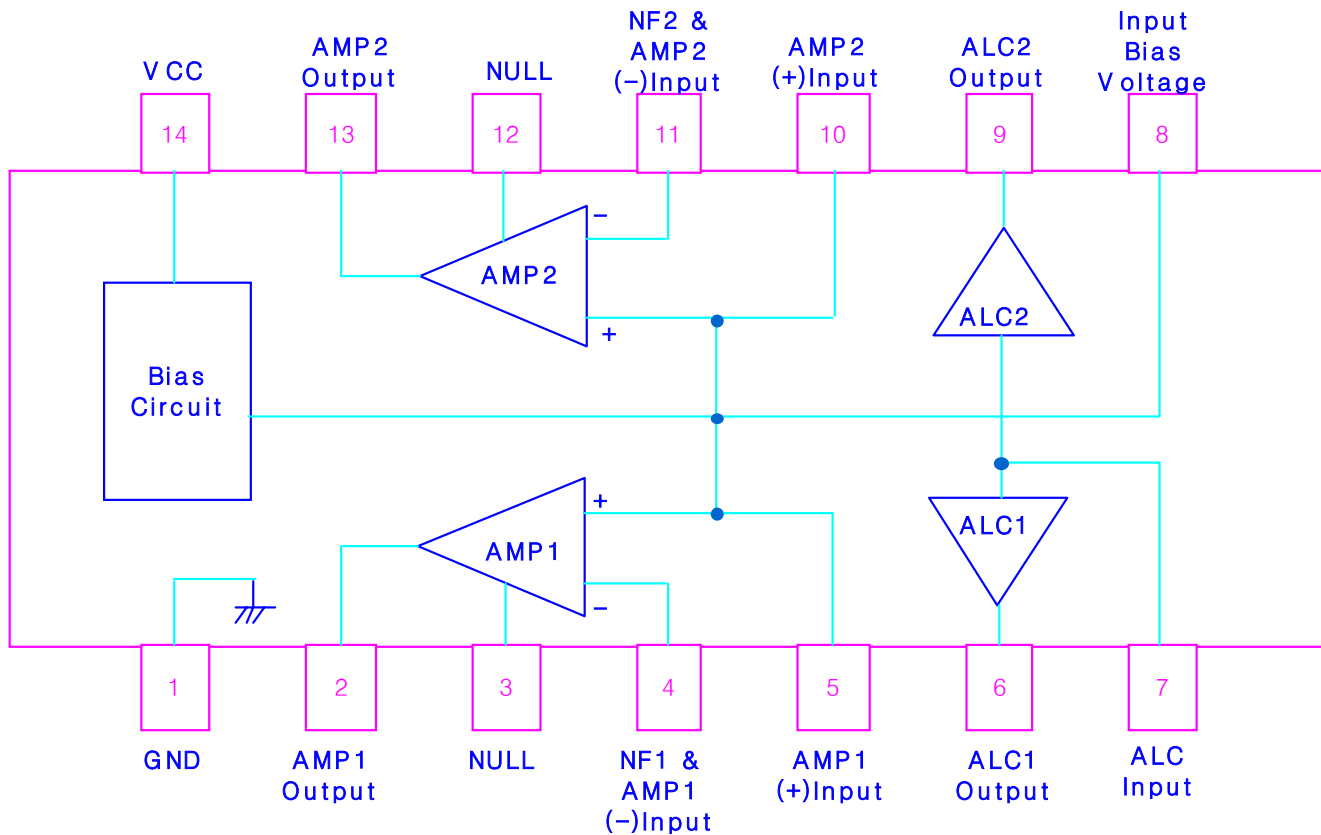 VCC
AMP2
Output
NULL
NF2 &
AMP2
(-)Input
AMP2
(+)Input
ALC2
Output
Input
Bias
Voltage
14
13
12
11
10
9
8
-
AMP2
+
ALC2
Bias
Circuit
+
AMP1
-
ALC1
1
2
3
4
5
6
7
GND
AMP1
Output
NULL
NF1 &
AMP1
(-)Input
AMP1
(+)Input
ALC1
Output
ALC
Input